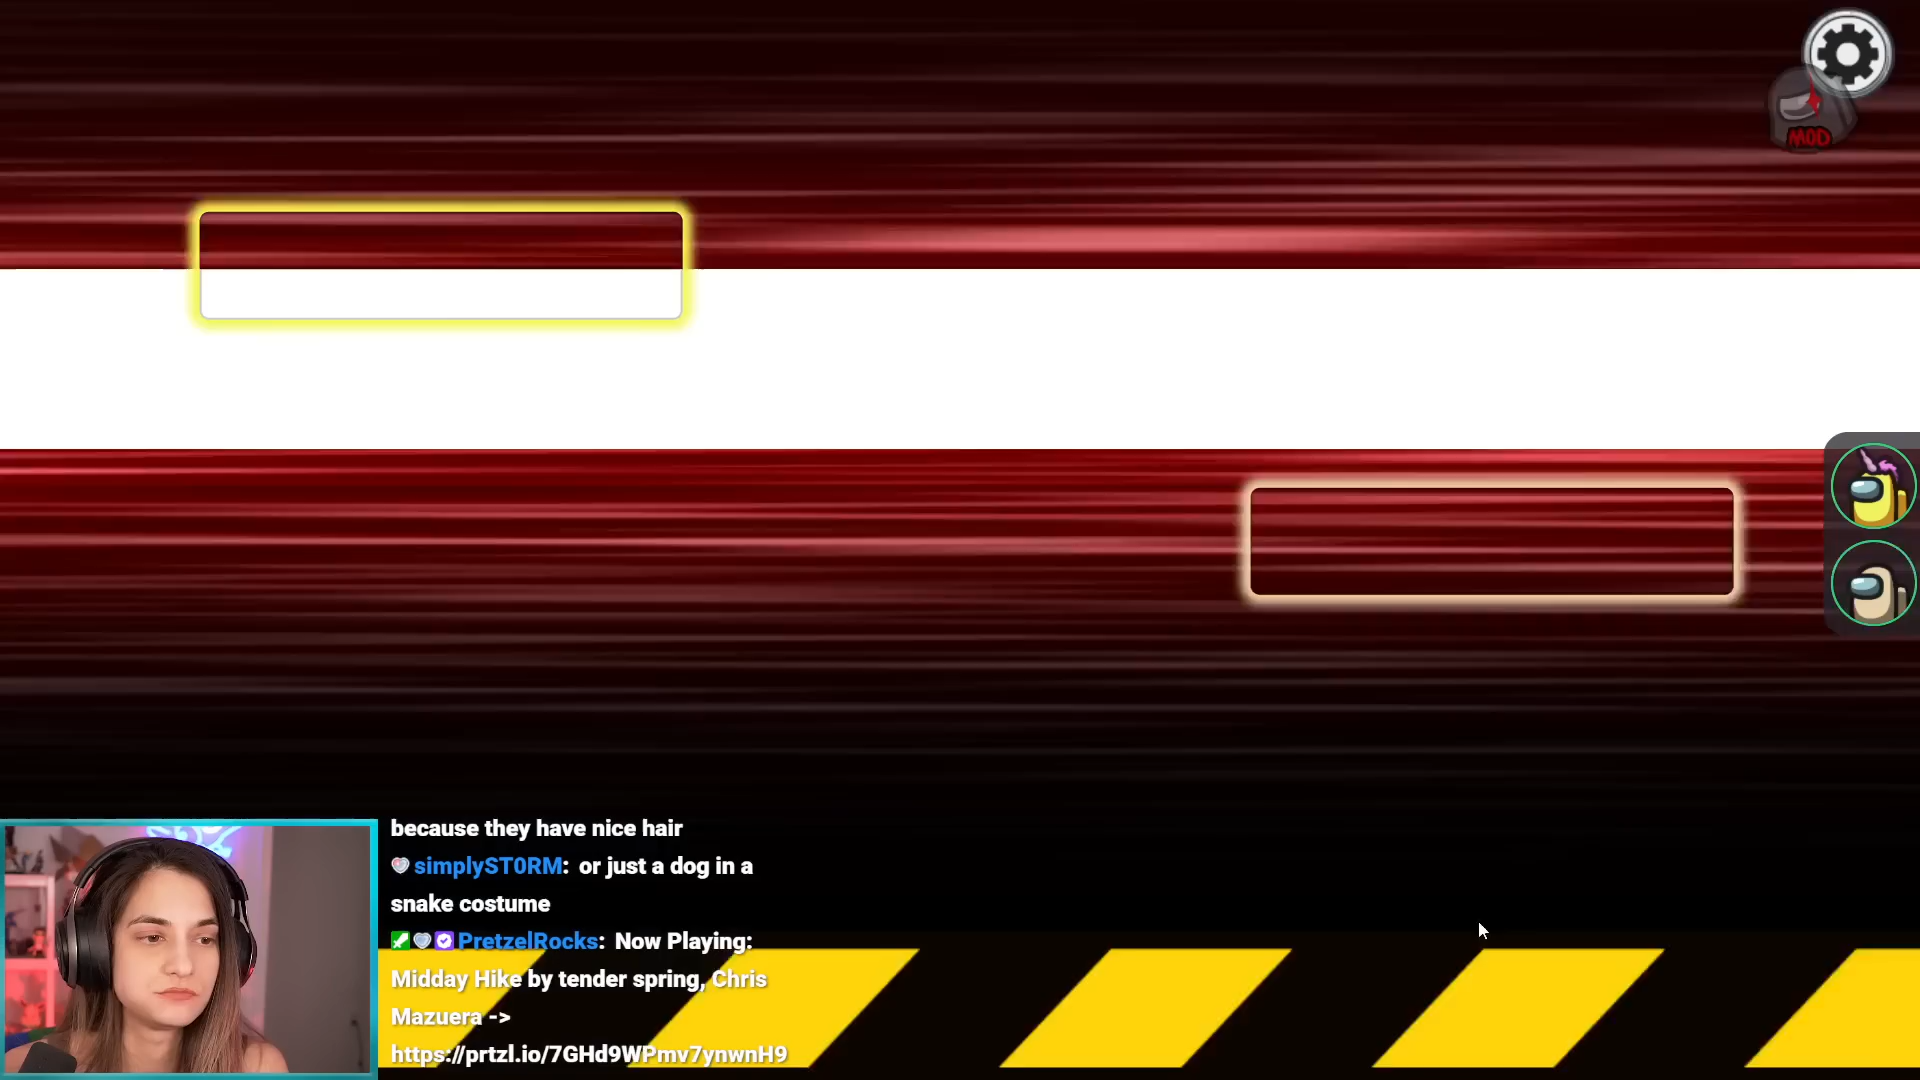 MOD
because they have nice hair
simplyST0RM: or just a dog in a
snake costume
PretzelRocks: Now Playing:
Midday Hike by tender spring, Chris
Mazuera ->
https://prtzl.io/7GHd9WPmv7ynwnH9